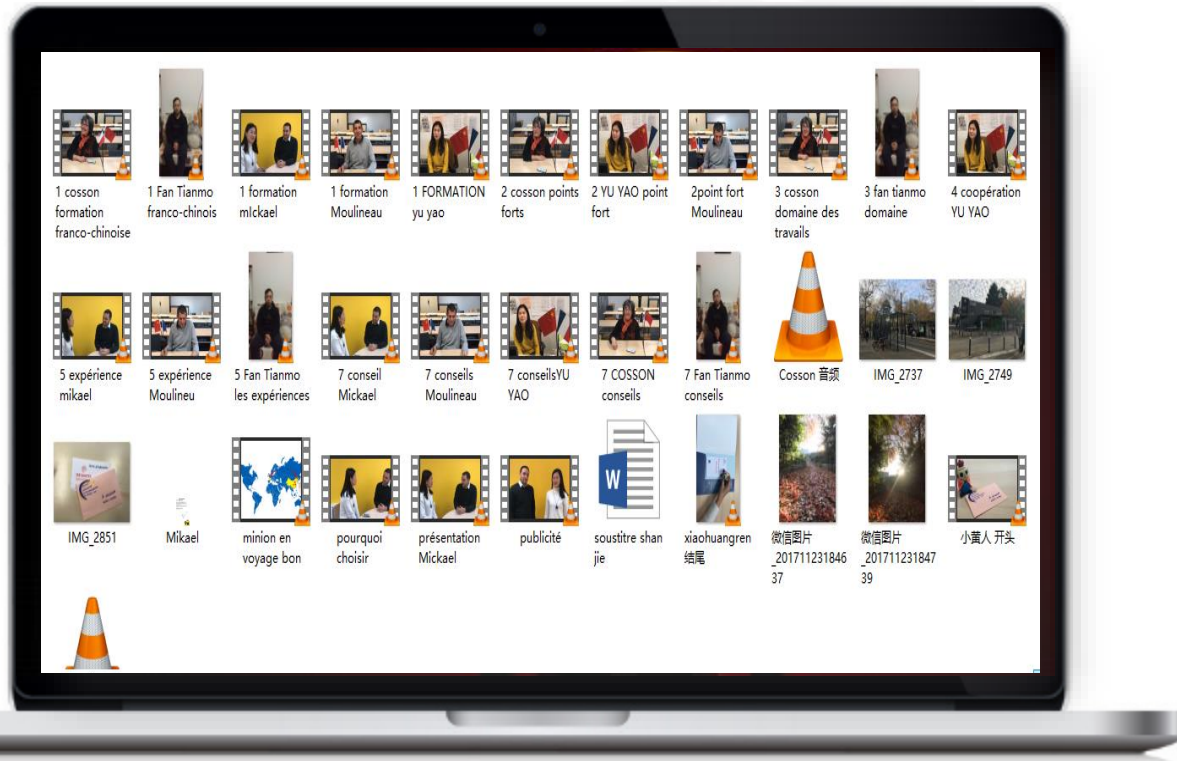 1 cosson
formation
franco-chinoise
1 Fan Tianmo
franco-chinois
1 formation
mIckael
1 formation
Moulineau
1 FORMATION
yu yao
2 cosson points
forts
2 YU YAO point
fort
2point fort
Moulineau
3 cosson
domaine des
travails
3 fan tianmo
domaine
4 coopération
YU YAO
5 expérience
mikael
5 expérience
Moulineu
5 Fan Tianmo
les expériences
7 conseil
Mickael
7 conseils
Moulineau
7 conseilsYU
YAO
7 COSSON
conseils
7 Fan Tianmo
conseils
Cosson 音频
IMG_2737
IMG_2749
IMG_2851
Mikael
minion en
voyage bon
pourquoi
choisir
présentation
Mickael
publicité
W
soustitre shan
jie
xiaohuangren
结尾
微信图片
_201711231846
37
微信图片
_201711231847
39
小黄人 开头